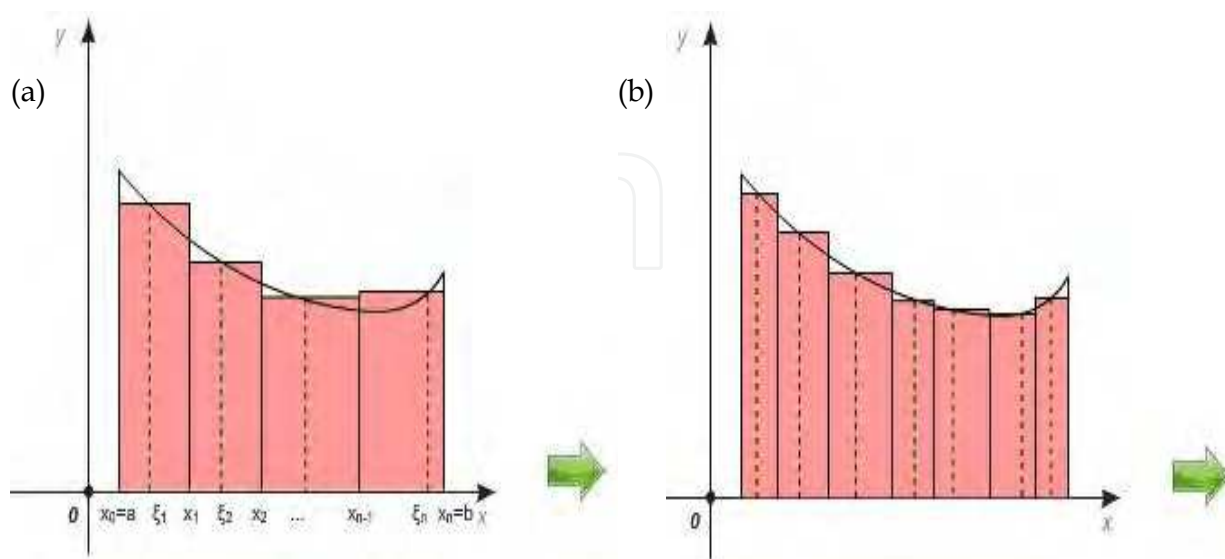 (a)
y
0 x₀=a ξ₁ x₁ ξ₂ x₂ ... xₙ₋₁ ξₙ xₙ=b x
(b)
y
0 x